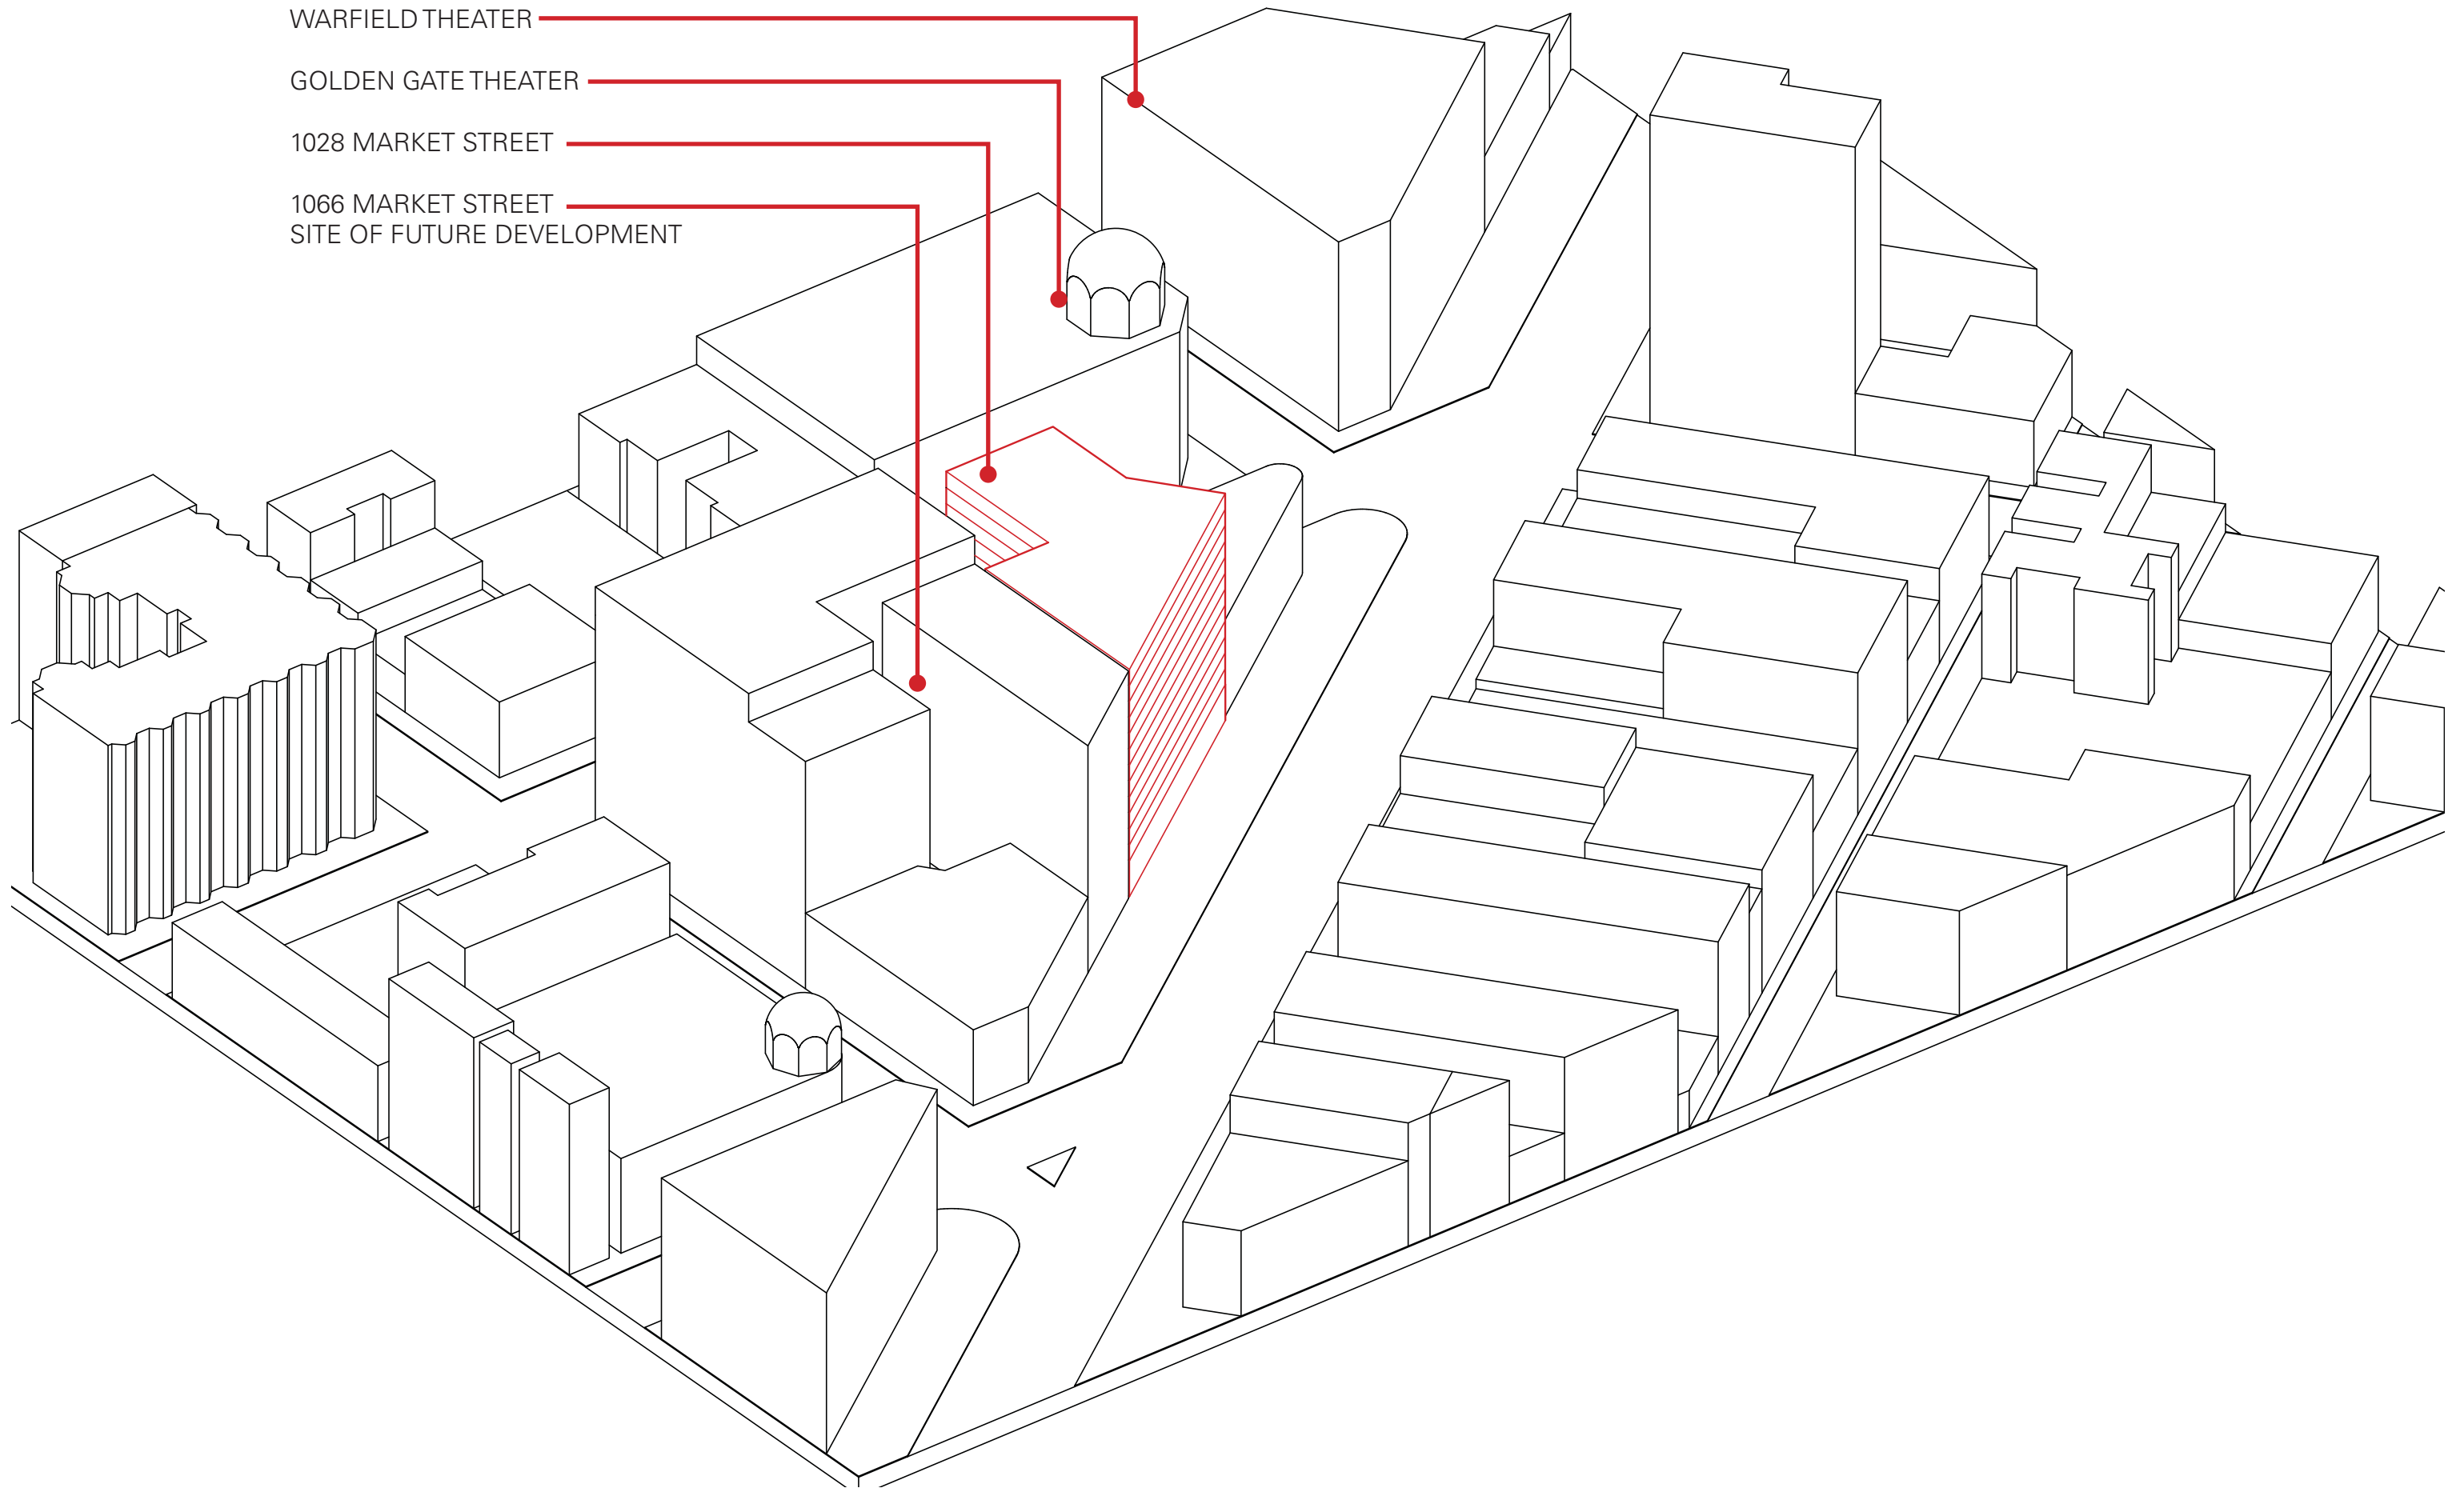 WARFIELD THEATER
GOLDEN GATE THEATER
1028 MARKET STREET
1066 MARKET STREET
SITE OF FUTURE DEVELOPMENT